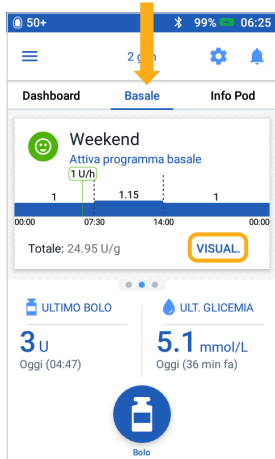 50+ 99% 06:25
Dashboard Basale Info Pod
Weekend
Attiva programma basale
1 U/h
1 1.15 1
00:00 07:30 14:00 00:00
Totale: 24.95 U/g VISUAL.
ULTIMO BOLO ULT. GLICEMIA
3 U 5.1 mmol/L
Oggi (04:47) Oggi (36 min fa)
Bolo